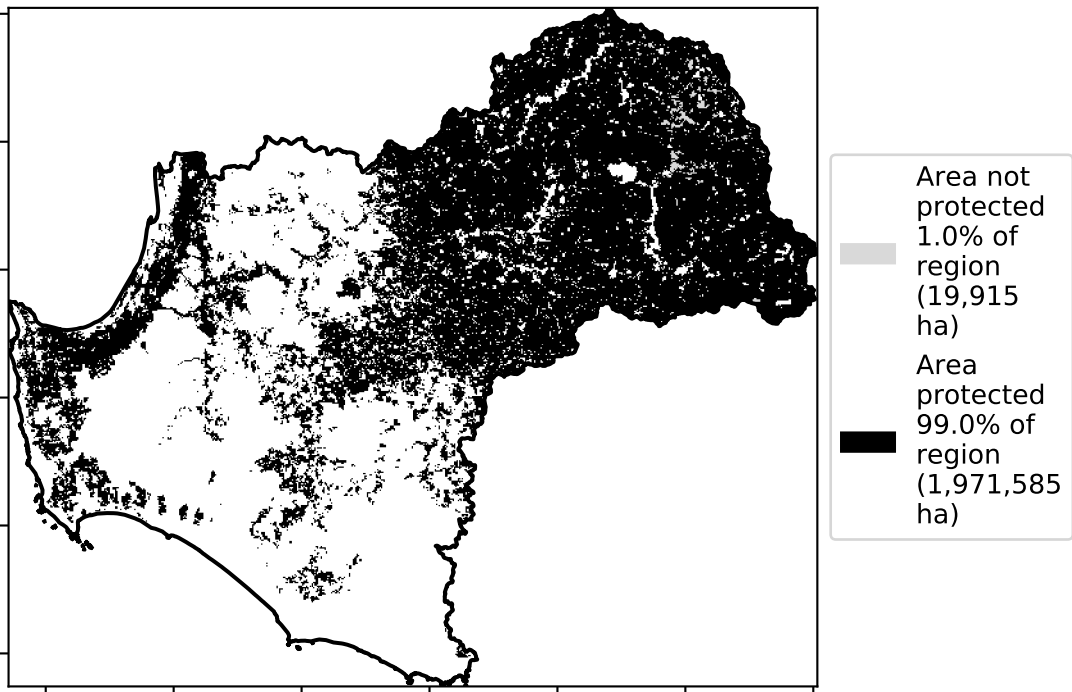 Area not
protected
1.0% of
region
(19,915
ha)
Area
protected
99.0% of
region
(1,971,585
ha)